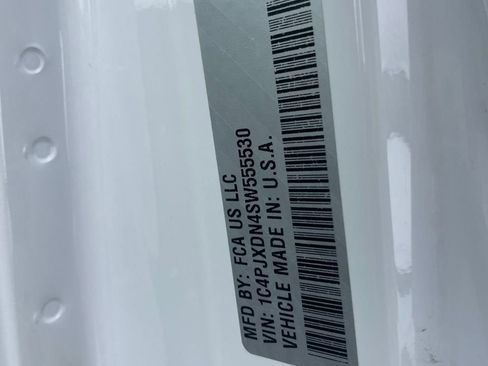 MFD BY: FCA US LLC
VIN: 1C4PJXDN4SW555530
VEHICLE MADE IN: U.S.A.